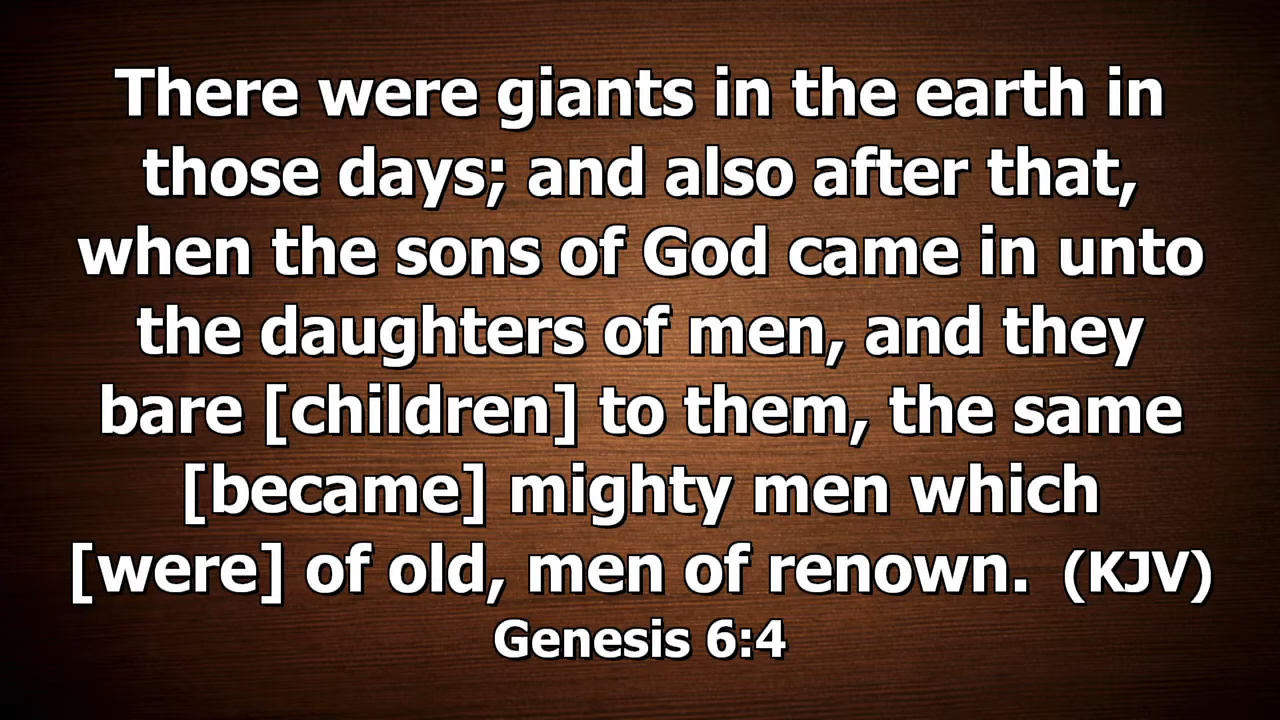 There were giants in the earth in
those days; and also after that,
when the sons of God came in unto
the daughters of men, and they
bare [children] to them, the same
[became] mighty men which
[were] of old, men of renown. (KJV)
Genesis 6:4